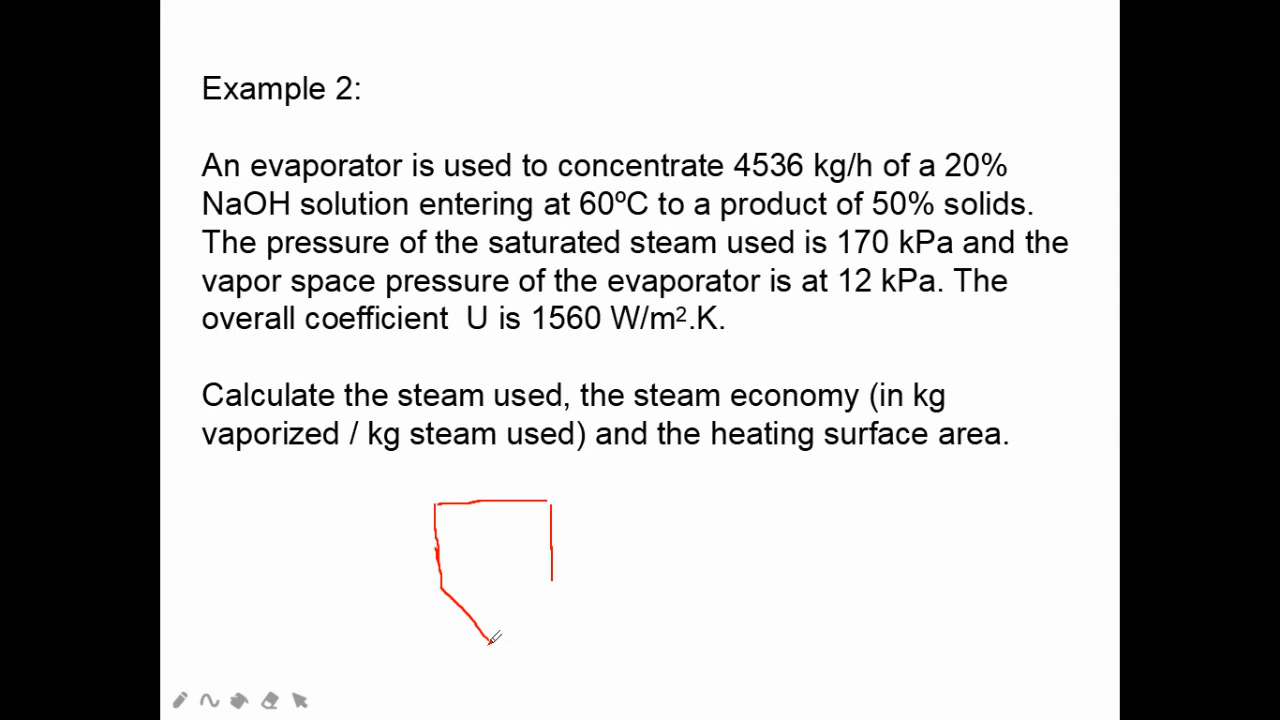 Example 2:
An evaporator is used to concentrate 4536 kg/h of a 20%
NaOH solution entering at 60ºC to a product of 50% solids.
The pressure of the saturated steam used is 170 kPa and the
vapor space pressure of the evaporator is at 12 kPa. The
overall coefficient U is 1560 W/m².K.
Calculate the steam used, the steam economy (in kg
vaporized / kg steam used) and the heating surface area.